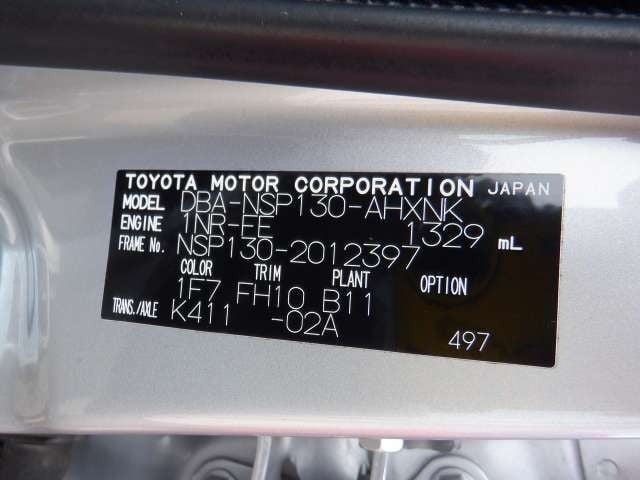 TOYOTA MOTOR CORPORATION JAPAN
MODEL DBA-NSP130-AHXNK
ENGINE 1NR-FE 1329 mL
FRAME No. NSP130-2012397
COLOR TRIM PLANT OPTION
1F7 FH10 B11
TRANS./AXLE K411 -02A
497